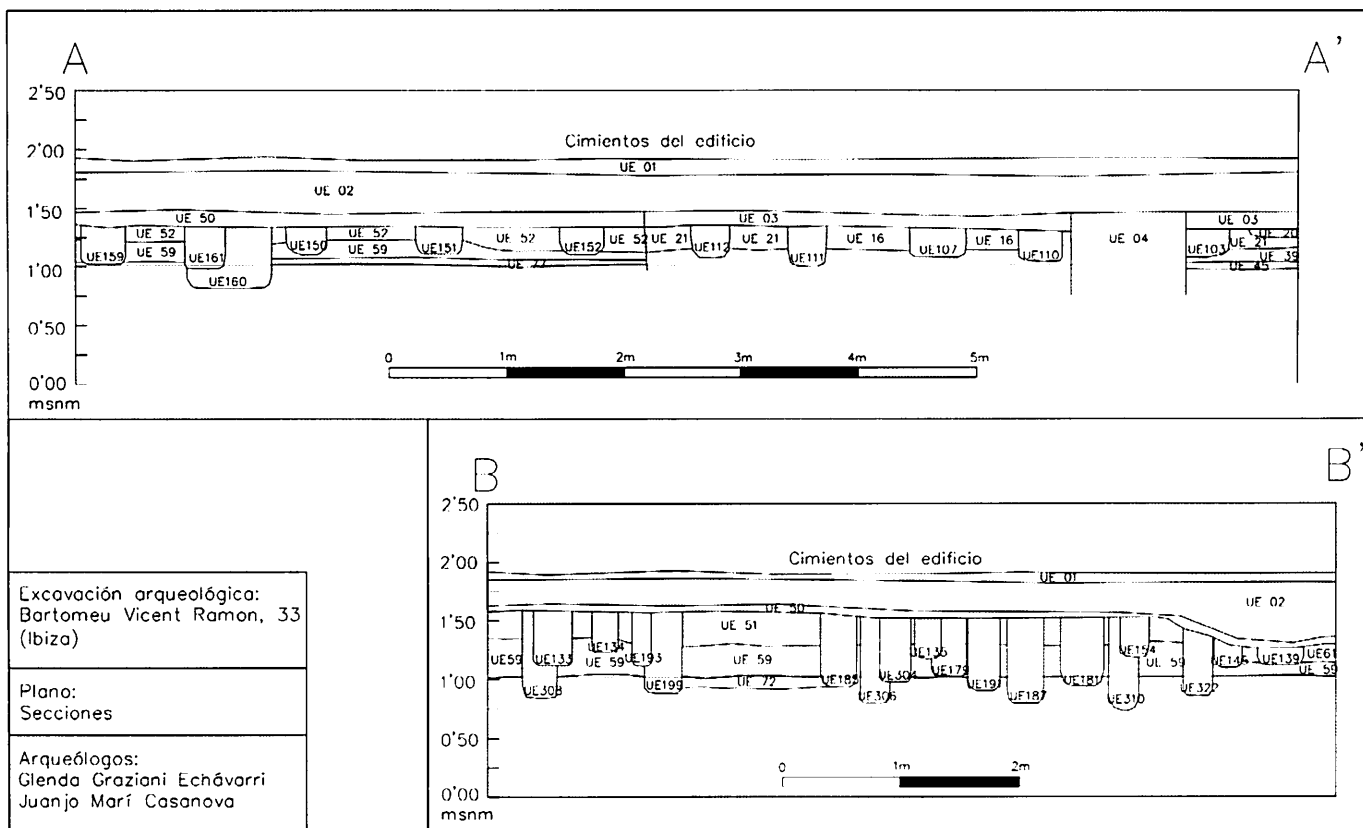 A A'
2'50
2'00
1'50
1'00
0'50
0'00
msnm
Cimientos del edificio
UE 01
UE 02
UE 50 UE 03 UE 03
UE 52 UE150 UE 52 UE151 UE 52 UE152 UE 52 UE 21 UE112 UE 21 UE 16 UE107 UE 16 UE 04 UE 20
UE159 UE 59 UE161 UE 59 UE111 UE110 UE103 UE 21
UE160 UE 39
UE 45
0 1m 2m 3m 4m 5m
B B'
2'50
2'00
1'50
1'00
0'50
0'00
msnm
Cimientos del edificio
UE 01
UE 02
UE 50
UE 51
UE59 UE133 UE134 UE 59 UE193 UE 59 UE185 UE304 UE135 UE179 UE154 UE 59 UE139 UE61
UE 59
UE308 UE199 UE 72 UE306 UE187 UE181 UE310 UE322
0 1m 2m
Excavación arqueológica:
Bartomeu Vicent Ramon, 33
(Ibiza)
Plano:
Secciones
Arqueólogos:
Glenda Graziani Echávarri
Juanjo Marí Casanova